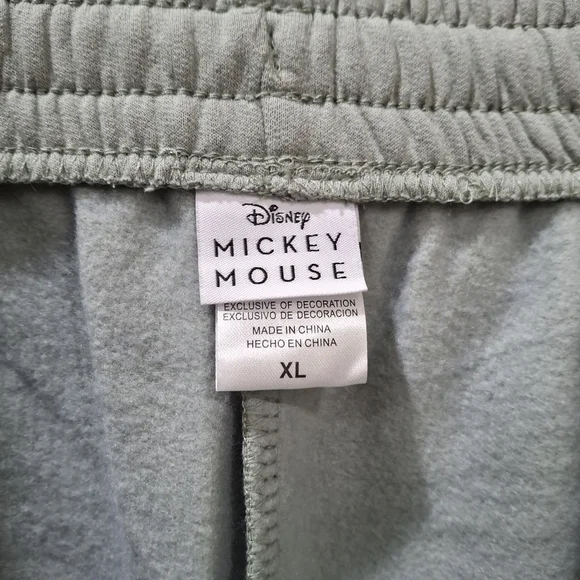 Disney
MICKEY
MOUSE
EXCLUSIVE OF DECORATION
EXCLUSIVO DE DECORACION
MADE IN CHINA
HECHO EN CHINA
XL